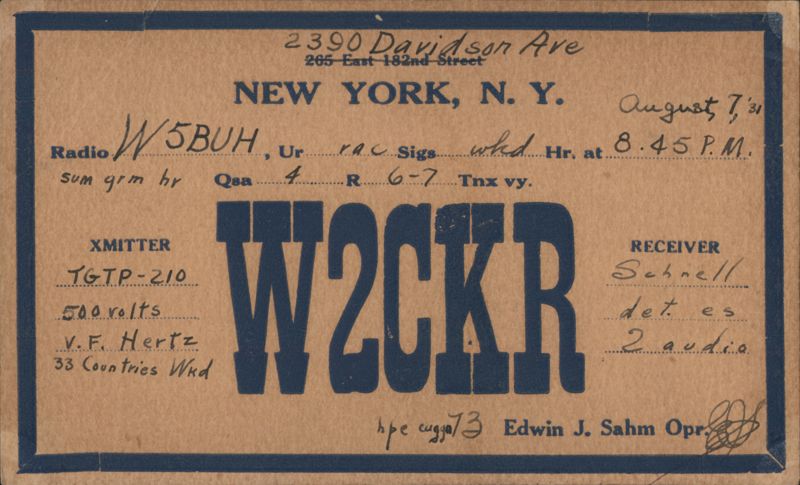 2390 Davidson Ave
265 East 182nd Street
NEW YORK, N. Y.
August, 7, '31
Radio W5BUH, Ur rac Sigs wkd Hr. at 8.45 P.M.
sum qrm hr Qsa 4 R 6-7 Tnx vy.
W2CKR
XMITTER
TGTP-210
500 volts
V.F. Hertz
33 Countries Wkd
RECEIVER
Schnell
det. es
2 audio
hpe cugn 73 Edwin J. Sahm Opr.